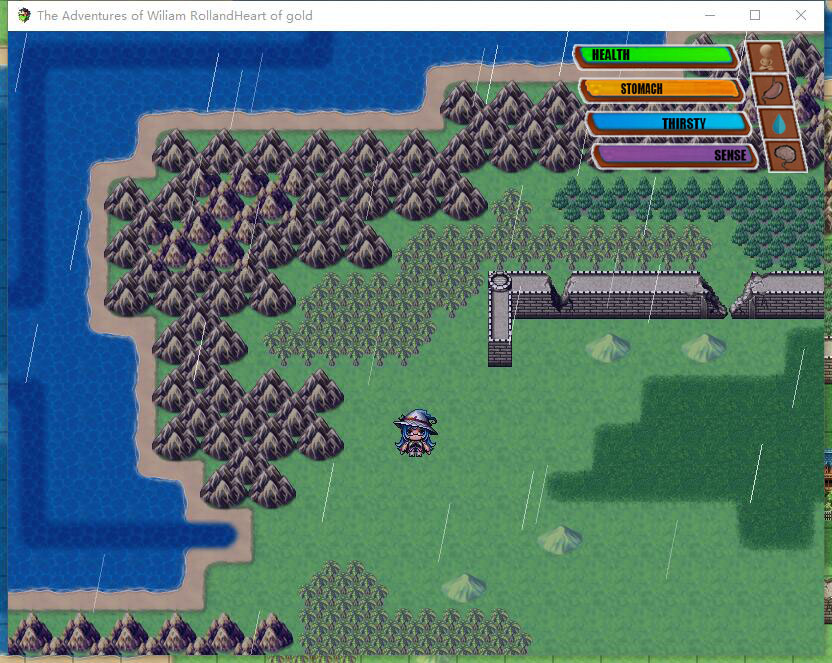 The Adventures of Wiliam RollandHeart of gold
HEALTH
STOMACH
THIRSTY
SENSE